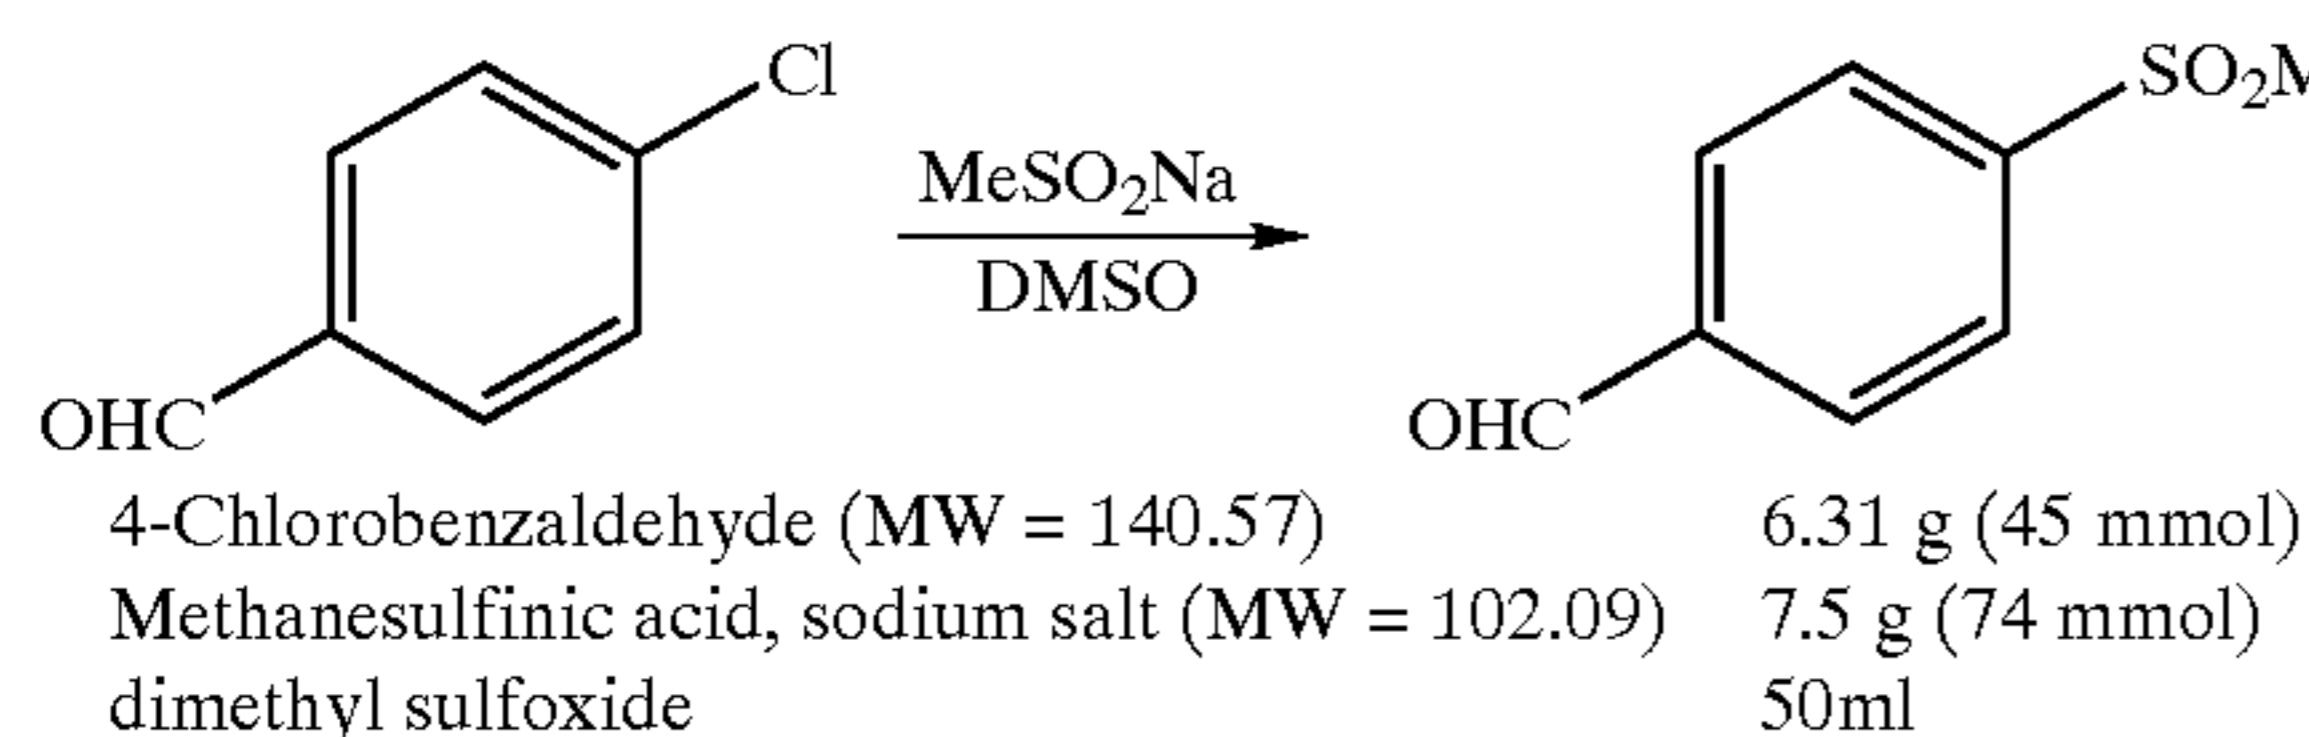 Cl
SO₂M
MeSO₂Na
DMSO
OHC
OHC
4-Chlorobenzaldehyde (MW = 140.57) 6.31 g (45 mmol)
Methanesulfinic acid, sodium salt (MW = 102.09) 7.5 g (74 mmol)
dimethyl sulfoxide 50ml